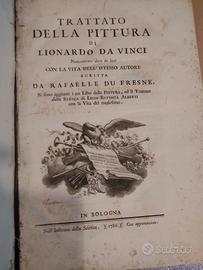 TRATTATO
DELLA PITTURA
DI
LIONARDO DA VINCI
Nuovamente dato in luce
CON LA VITA DELL' ISTESSO AUTORE
SCRITTA
DA RAFAELLE DU FRESNE.
Si sono aggiunti i tre Libri della PITTURA, ed il Trattato
della STATUA di LEON BATTISTA ALBERTI
con la Vita del medesimo.
IN BOLOGNA
Nell' Instituto delle Scienze. 1786. Con approvazione.
Subito.it